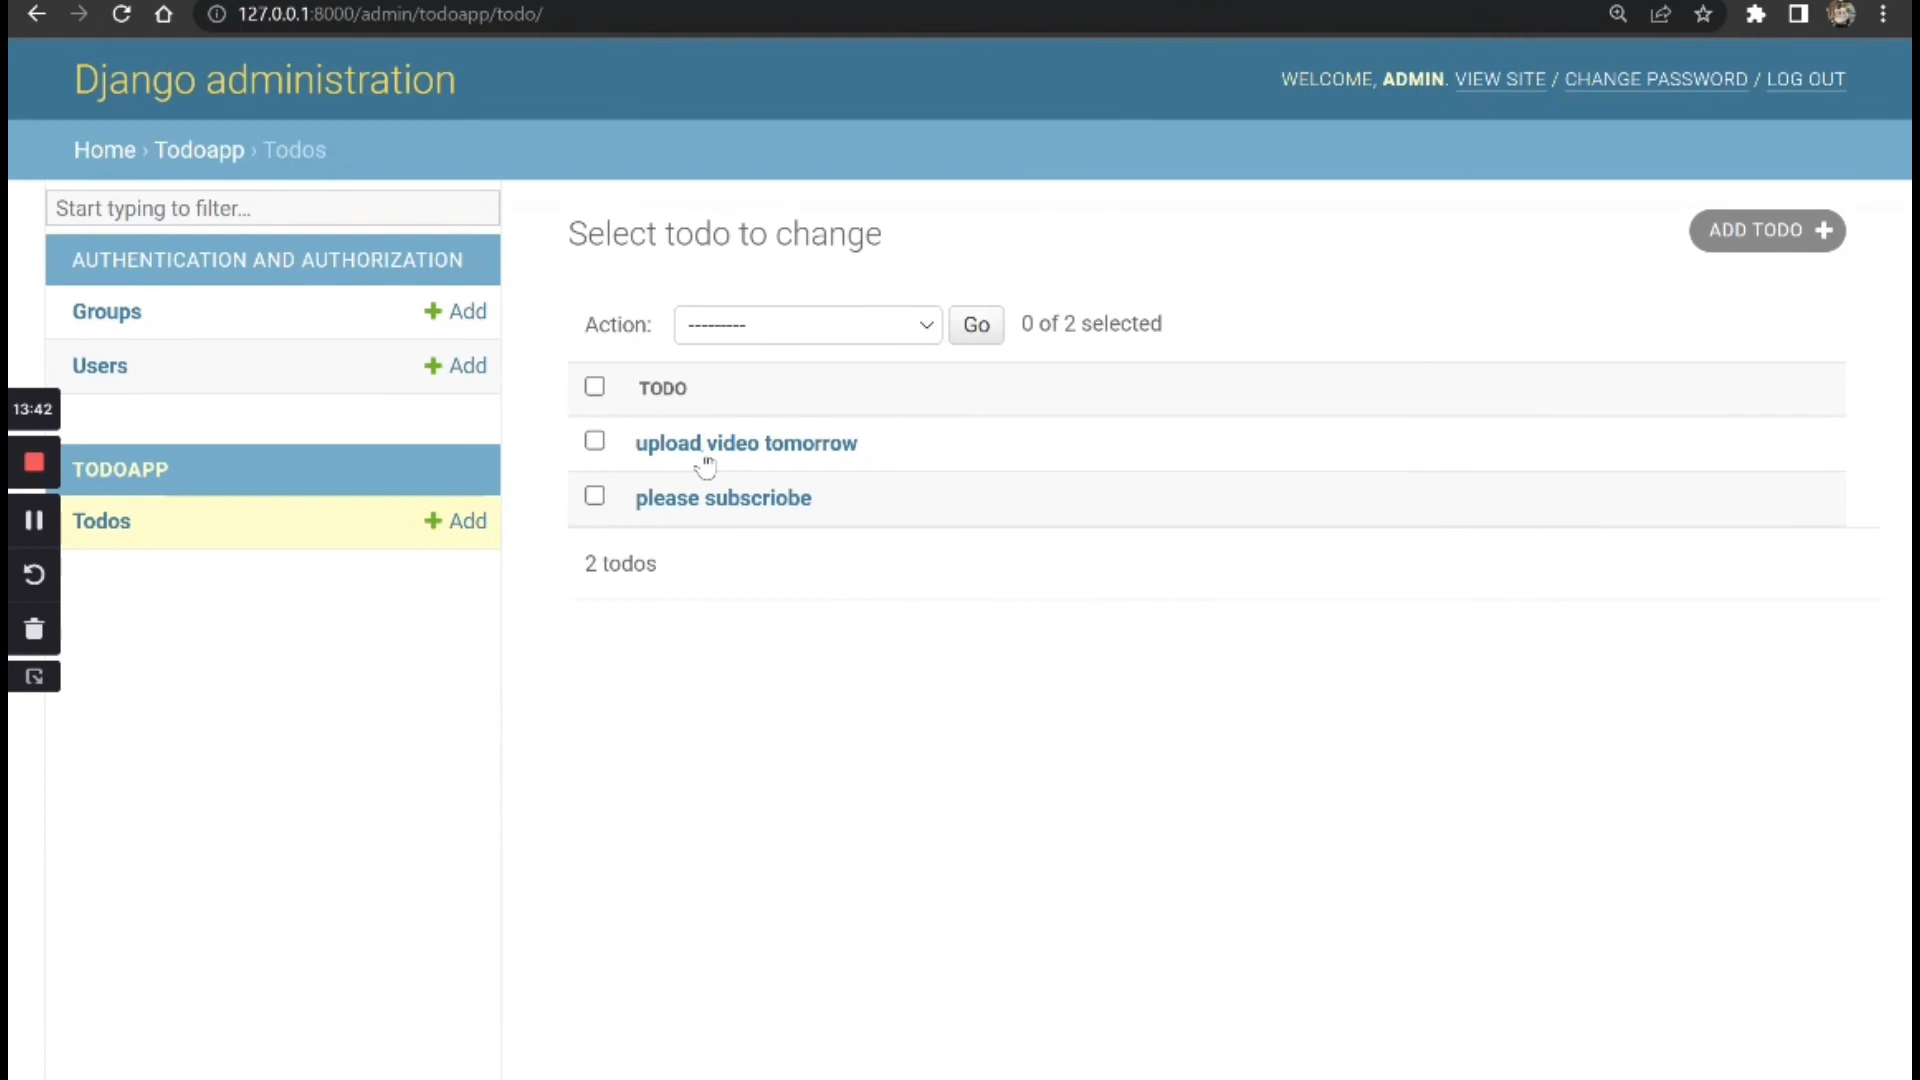 127.0.0.1:8000/admin/todoapp/todo/
Django administration
WELCOME, ADMIN. VIEW SITE / CHANGE PASSWORD / LOG OUT
Home › Todoapp › Todos
Start typing to filter...
AUTHENTICATION AND AUTHORIZATION
Groups
Add
Users
Add
13:42
TODOAPP
Todos
Add
Select todo to change
ADD TODO
Action: --------- Go 0 of 2 selected
TODO
upload video tomorrow
please subscriobe
2 todos